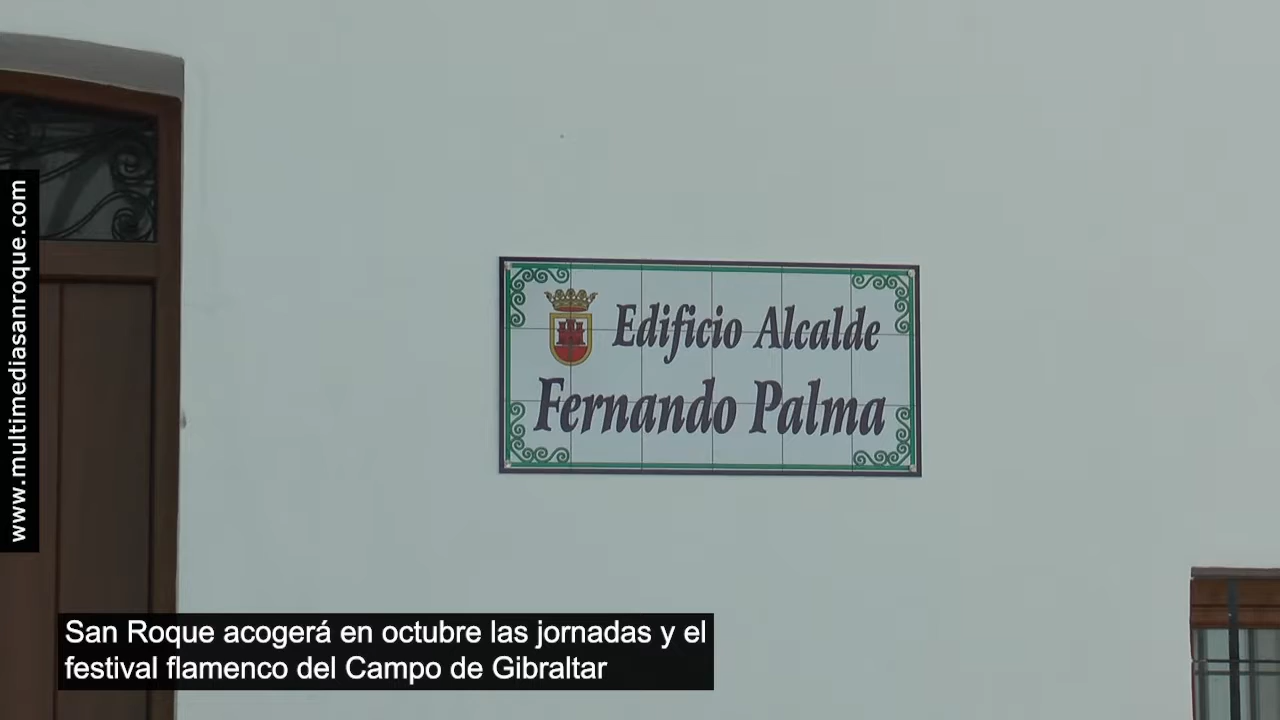 www.multimediasanroque.com
Edificio Alcalde
Fernando Palma
San Roque acogerá en octubre las jornadas y el
festival flamenco del Campo de Gibraltar